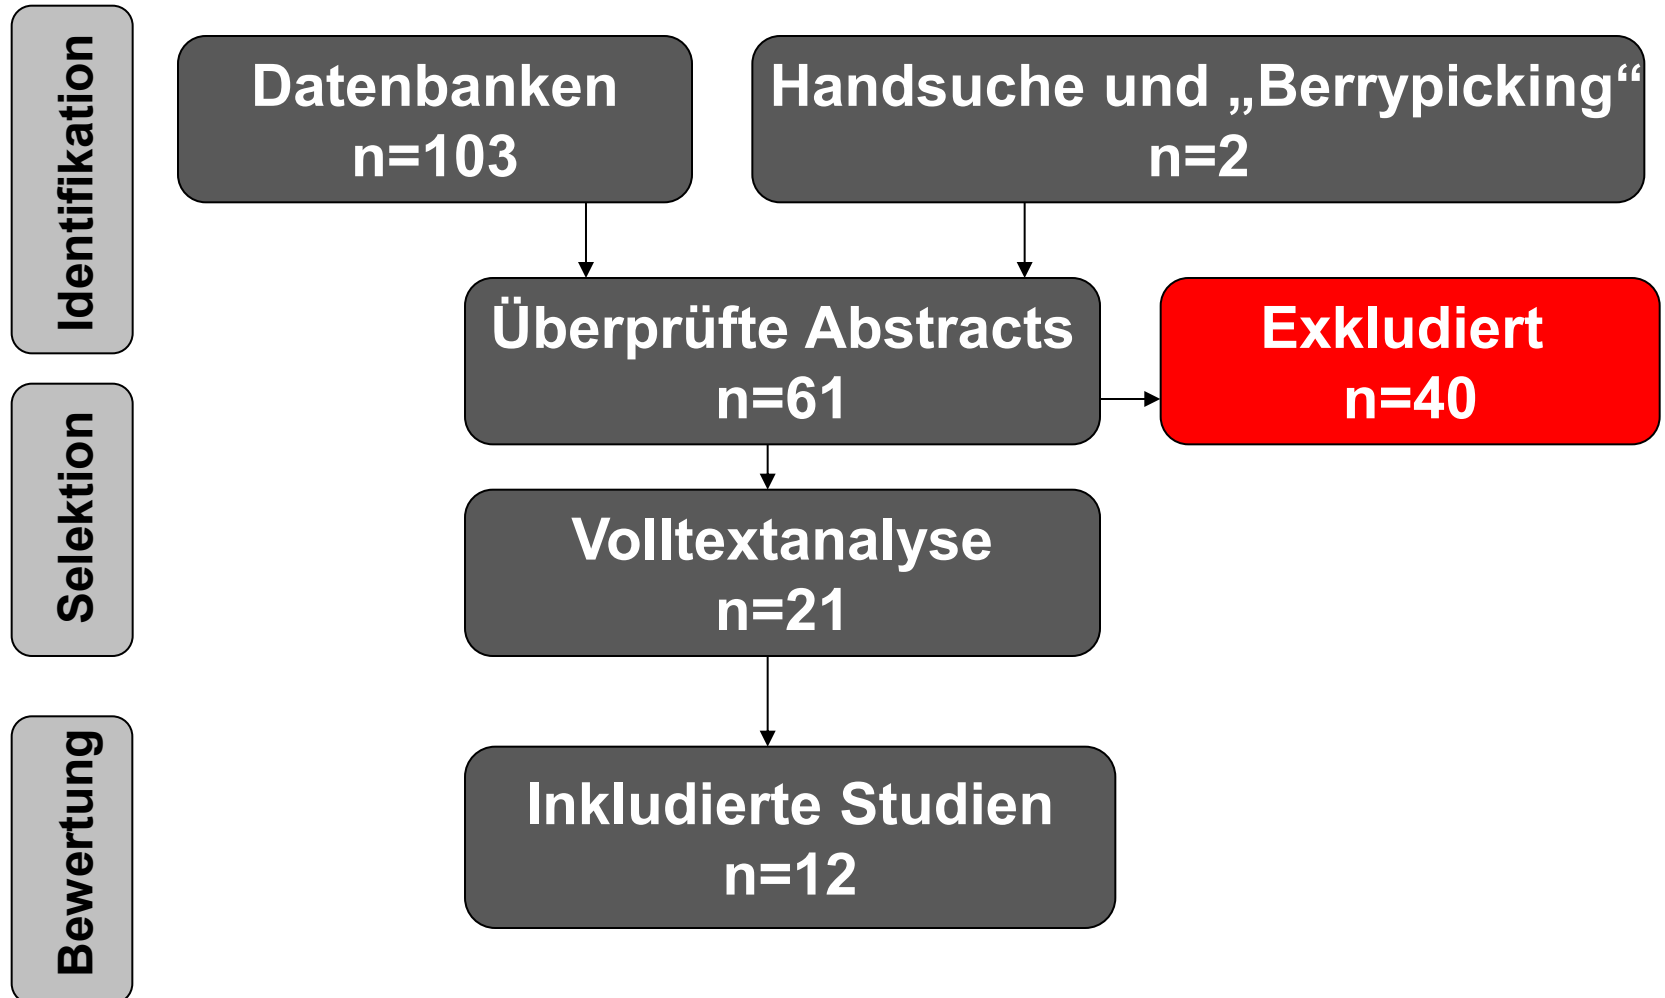 Identifikation
Datenbanken
n=103
Handsuche und „Berrypicking“
n=2
Überprüfte Abstracts
n=61
Exkludiert
n=40
Selektion
Volltextanalyse
n=21
Bewertung
Inkludierte Studien
n=12